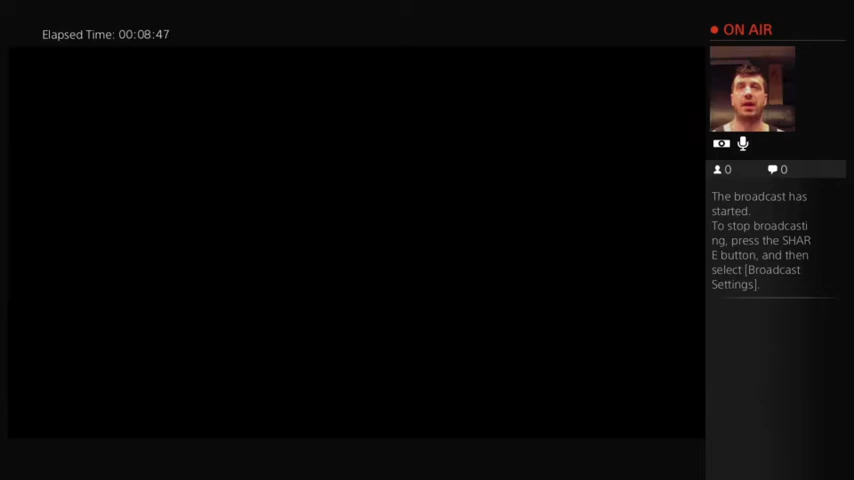 Elapsed Time: 00:08:47
ON AIR
0
0
The broadcast has
started.
To stop broadcasti
ng, press the SHAR
E button, and then
select [Broadcast
Settings].